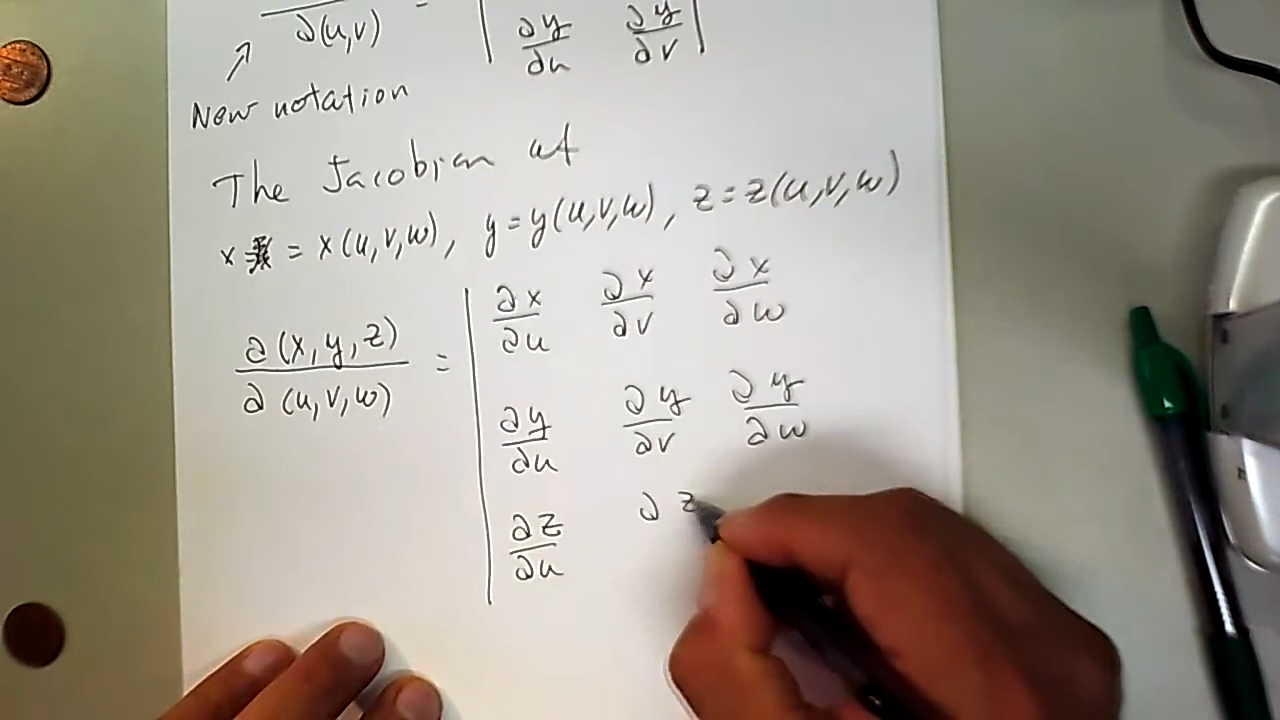 ∂(u,v) = | ∂y/∂u ∂y/∂v |
New notation
The Jacobian of
x = x(u,v,w), y = y(u,v,w), z = z(u,v,w)
∂(x,y,z)/∂(u,v,w) = | ∂x/∂u ∂x/∂v ∂x/∂w
∂y/∂u ∂y/∂v ∂y/∂w
∂z/∂u ∂z